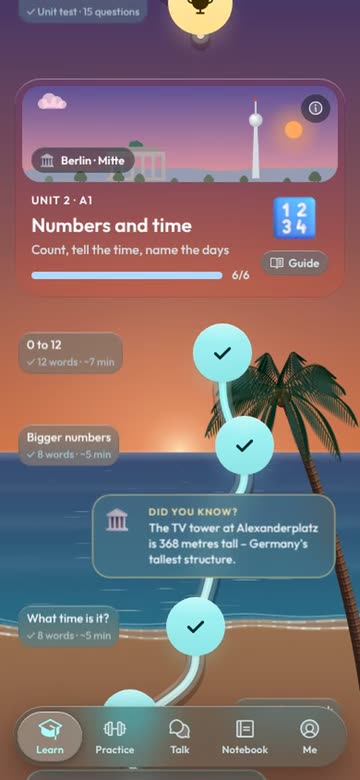 ✓ Unit test · 15 questions
Berlin · Mitte
UNIT 2 · A1
Numbers and time
1 2
3 4
Count, tell the time, name the days
6/6
Guide
0 to 12
✓ 12 words · ~7 min
Bigger numbers
✓ 8 words · ~5 min
DID YOU KNOW?
The TV tower at Alexanderplatz
is 368 metres tall – Germany's
tallest structure.
What time is it?
✓ 8 words · ~5 min
Learn
Practice
Talk
Notebook
Me